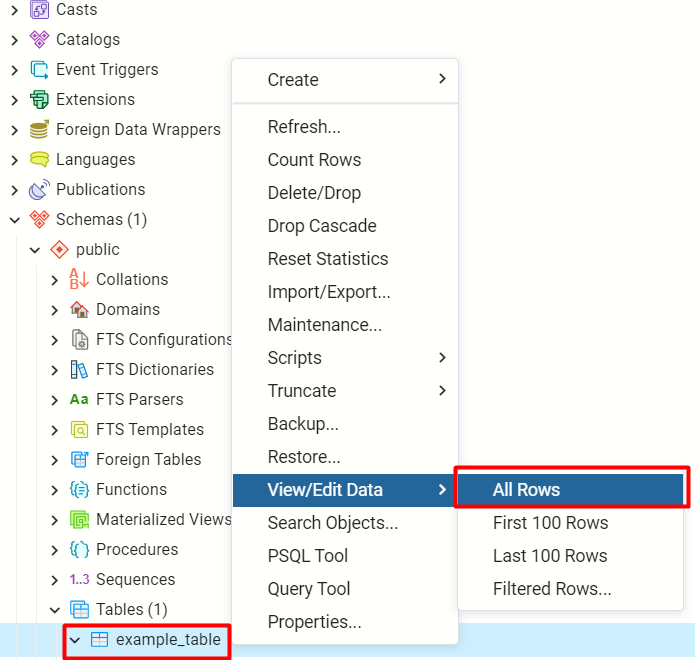 Casts
Catalogs
Event Triggers
Extensions
Foreign Data Wrappers
Languages
Publications
Schemas (1)
public
Collations
Domains
FTS Configurations
FTS Dictionaries
Aa FTS Parsers
FTS Templates
Foreign Tables
Functions
Materialized Views
Procedures
1..3 Sequences
Tables (1)
example_table
Create
Refresh...
Count Rows
Delete/Drop
Drop Cascade
Reset Statistics
Import/Export...
Maintenance...
Scripts
Truncate
Backup...
Restore...
View/Edit Data
Search Objects...
PSQL Tool
Query Tool
Properties...
All Rows
First 100 Rows
Last 100 Rows
Filtered Rows...